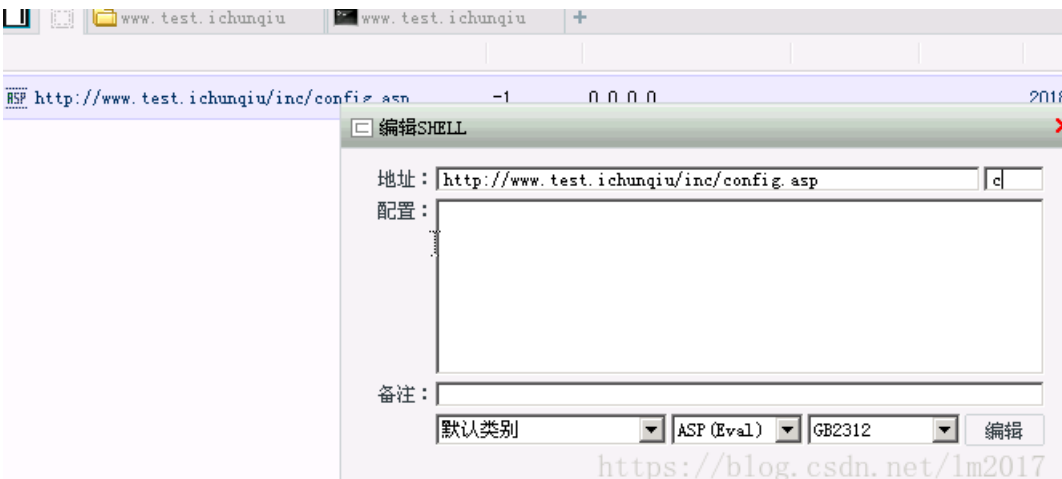 www.test.ichunqiu www.test.ichunqiu +
ASP http://www.test.ichunqiu/inc/config.asp -1 0.0.0.0 2018
编辑SHELL
地址： http://www.test.ichunqiu/inc/config.asp c
配置：
备注：
默认类别 ASP(Eval) GB2312 编辑
https://blog.csdn.net/lm2017